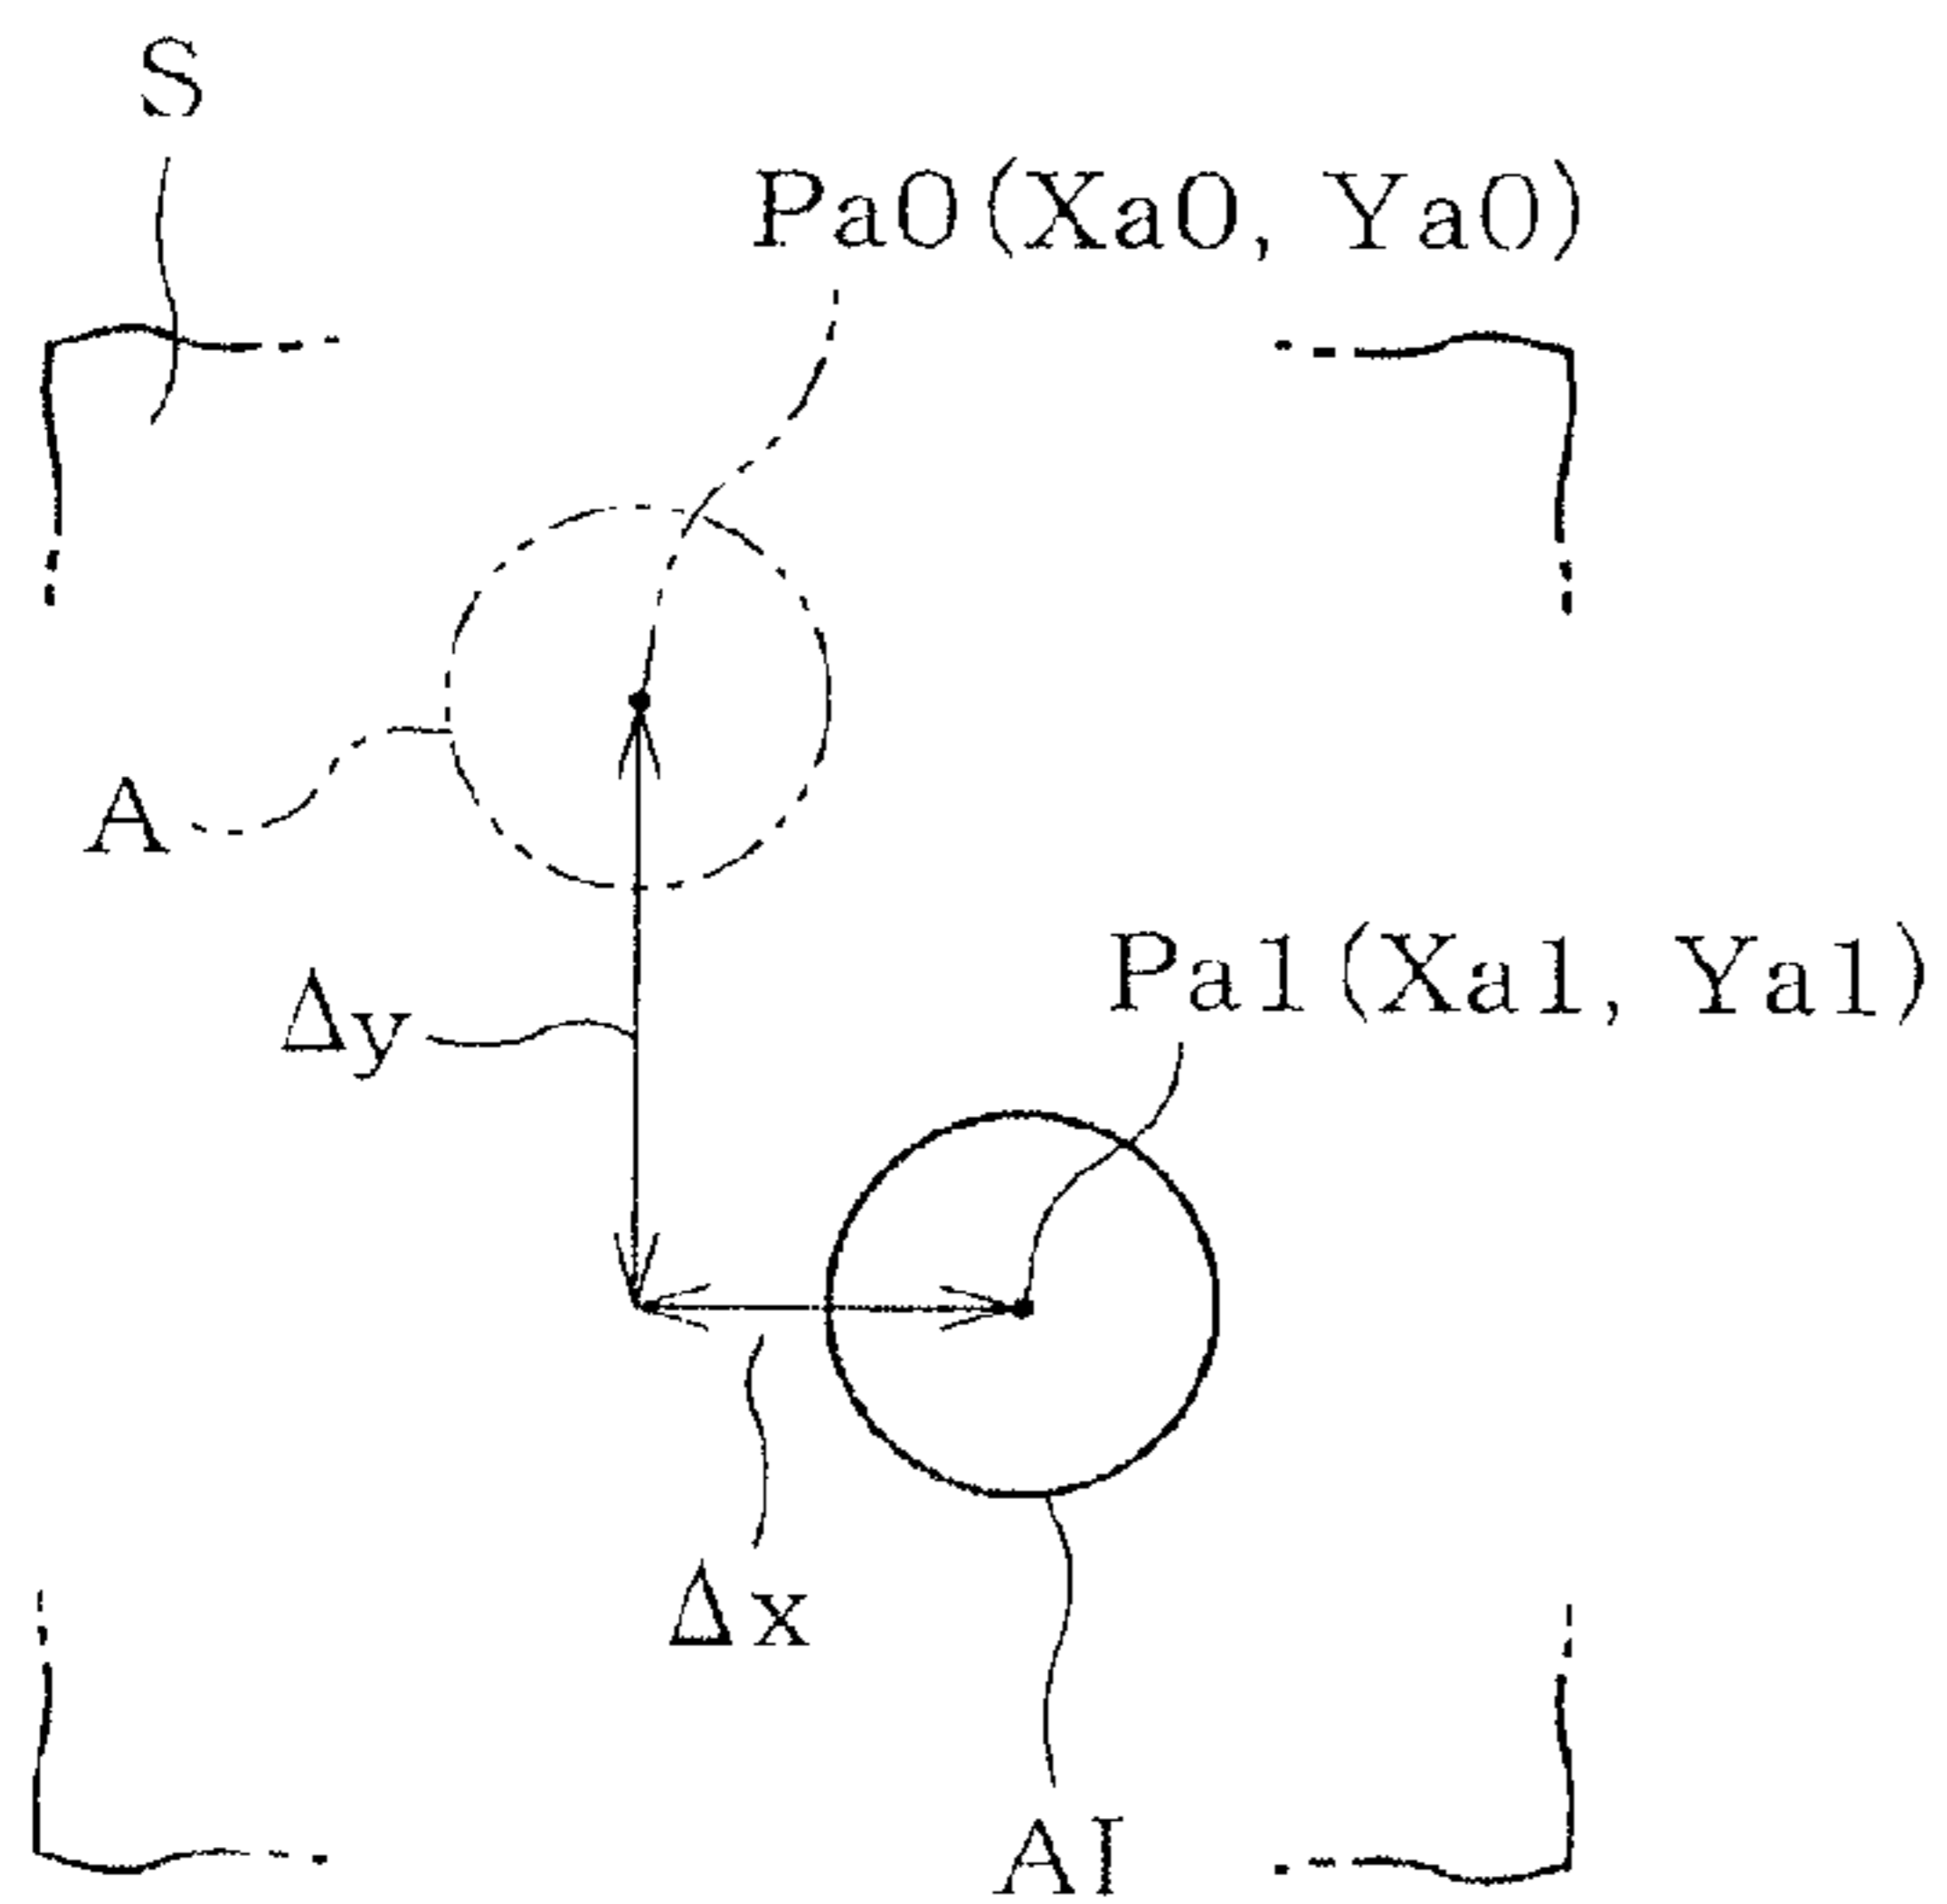 S
Pa0(Xa0, Ya0)
A
Pa1(Xa1, Ya1)
Δy
Δx
AI